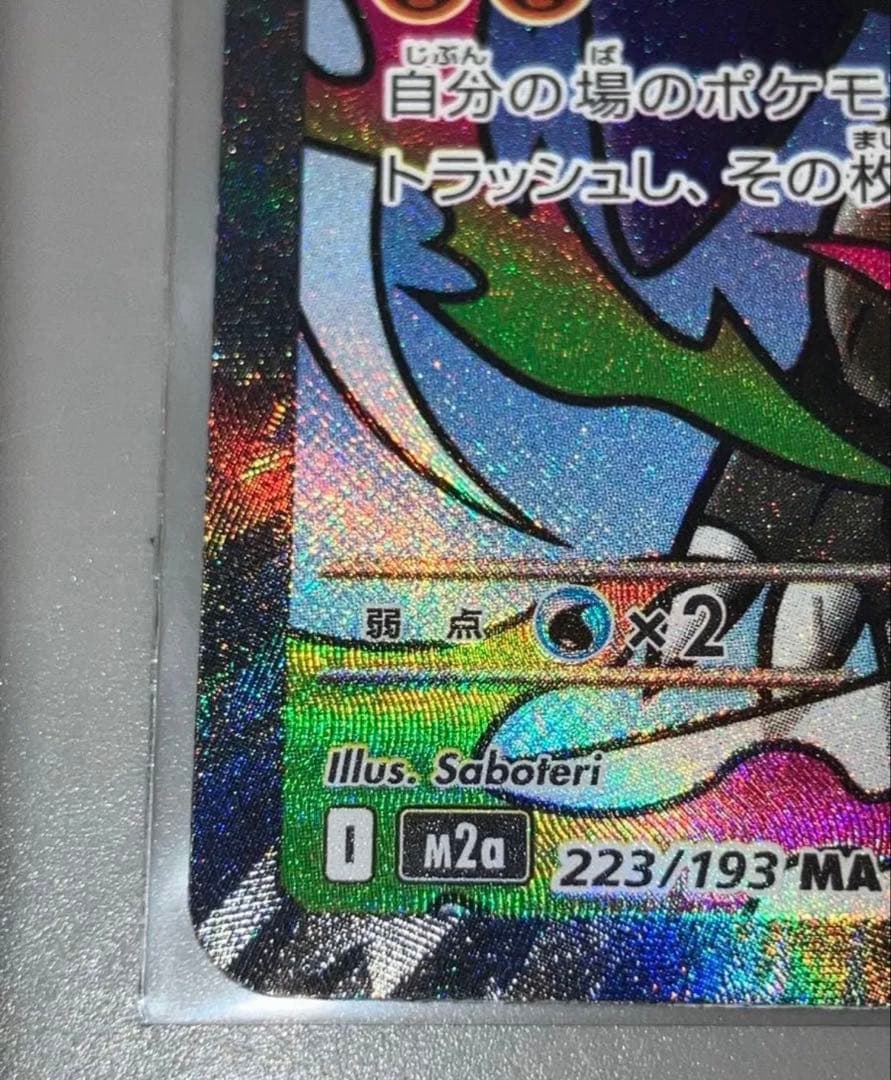 じぶん ば
自分の場のポケモ
まい
トラッシュし、その枚
弱 点 ×2
Illus. Saboteri
I M2a 223/193 MA